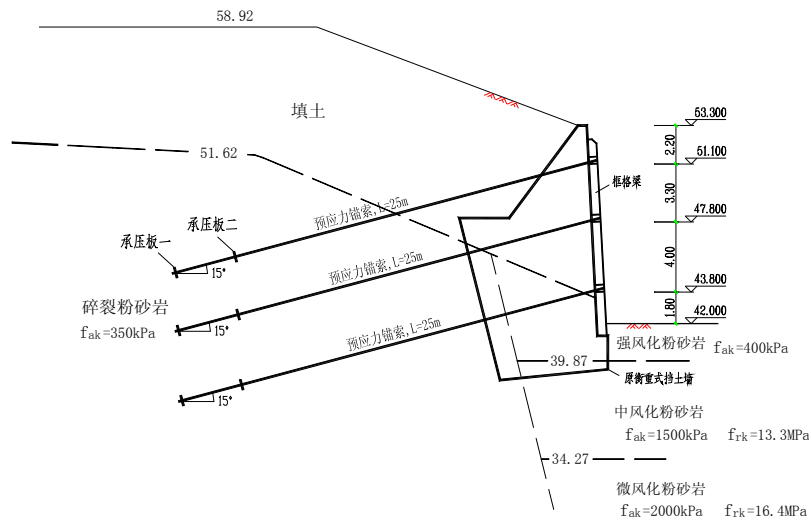 58.92
填土
53.300
2.20
51.100
51.62
框格梁
3.30
预应力锚索,L=25m
47.800
承压板二
承压板一
预应力锚索,L=25m
4.00
15°
43.800
碎裂粉砂岩
1.80
fak=350kPa
15°
预应力锚索,L=25m
42.000
强风化粉砂岩 fak=400kPa
39.87
原衡重式挡土墙
15°
中风化粉砂岩
fak=1500kPa frk=13.3MPa
34.27
微风化粉砂岩
fak=2000kPa frk=16.4MPa